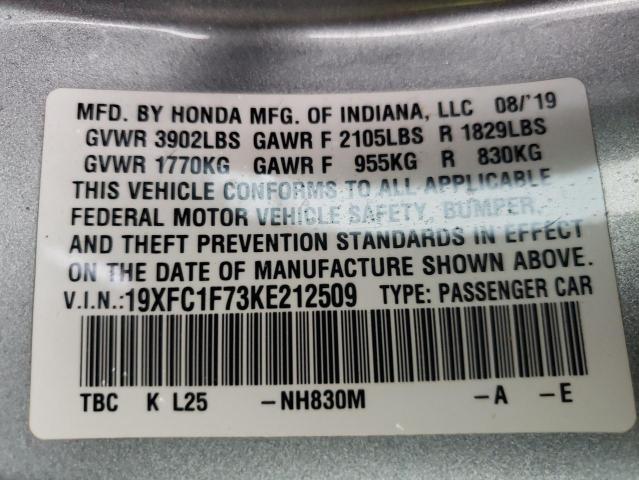 MFD. BY HONDA MFG. OF INDIANA, LLC 08/'19
GVWR 3902LBS GAWR F 2105LBS R 1829LBS
GVWR 1770KG GAWR F 955KG R 830KG
THIS VEHICLE CONFORMS TO ALL APPLICABLE
FEDERAL MOTOR VEHICLE SAFETY, BUMPER,
AND THEFT PREVENTION STANDARDS IN EFFECT
ON THE DATE OF MANUFACTURE SHOWN ABOVE.
V.I.N.:19XFC1F73KE212509 TYPE: PASSENGER CAR
TBC K L25 –NH830M –A –E